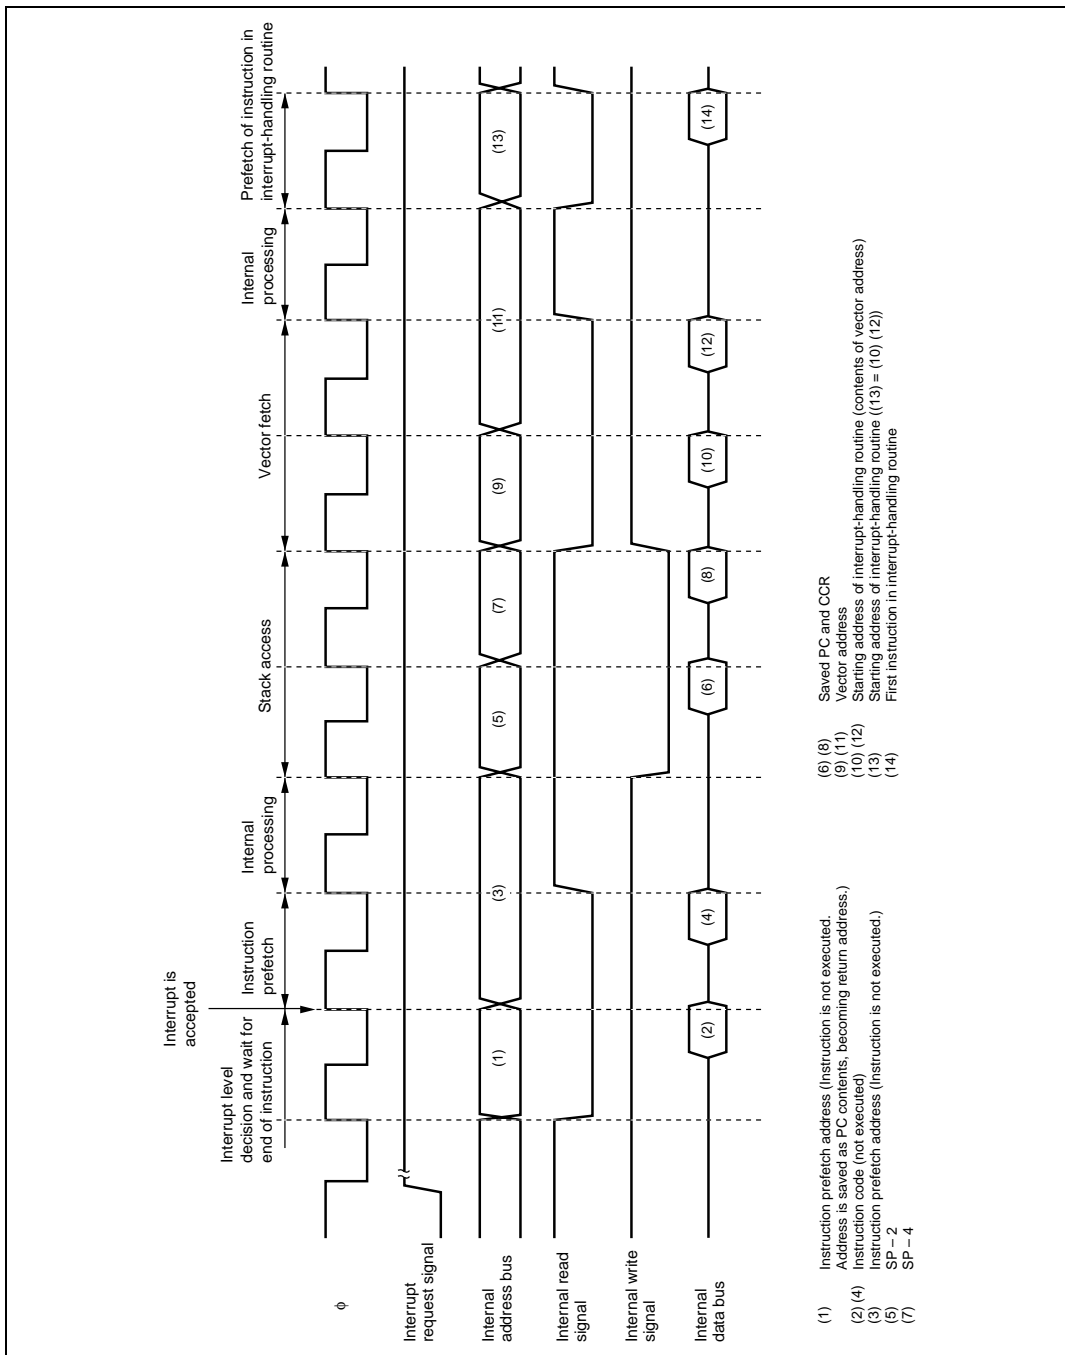 Interrupt is
accepted
Interrupt level
decision and wait for
end of instruction
Instruction
prefetch
Internal
processing
Stack access
Vector fetch
Internal
processing
Prefetch of instruction in
interrupt-handling routine
φ
Interrupt
request signal
Internal
address bus
(1)
(3)
(5)
(7)
(9)
(11)
(13)
Internal read
signal
Internal write
signal
Internal
data bus
(2)
(4)
(6)
(8)
(10)
(12)
(14)
(1) Instruction prefetch address (Instruction is not executed.
Address is saved as PC contents, becoming return address.)
(2) (4) Instruction code (not executed)
(3) Instruction prefetch address (Instruction is not executed.)
(5) SP – 2
(7) SP – 4
(6) (8) Saved PC and CCR
(9) (11) Vector address
(10) (12) Starting address of interrupt-handling routine (contents of vector address)
(13) Starting address of interrupt-handling routine ((13) = (10) (12))
(14) First instruction in interrupt-handling routine